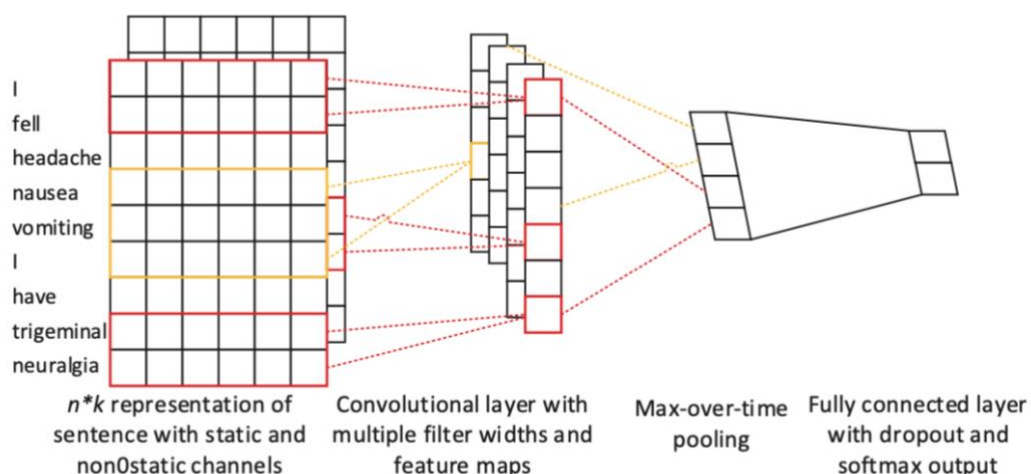 I
fell
headache
nausea
vomiting
I
have
trigeminal
neuralgia
n*k representation of
sentence with static and
non0static channels
Convolutional layer with
multiple filter widths and
feature maps
Max-over-time
pooling
Fully connected layer
with dropout and
softmax output